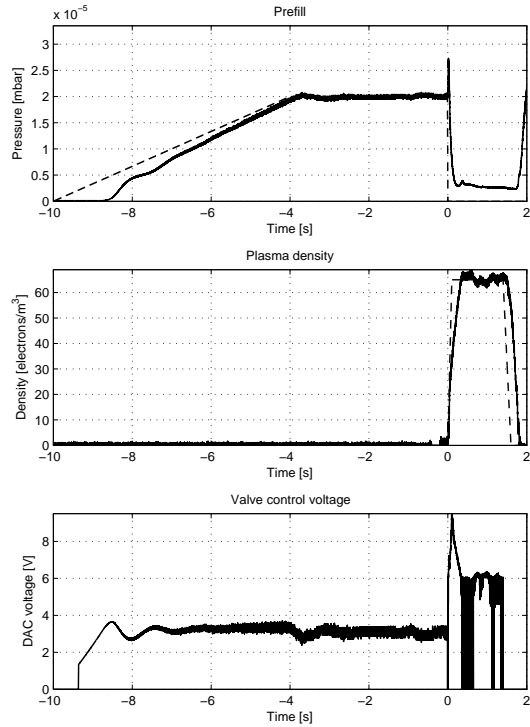 x 10⁻⁵
Prefill
3
2.5
2
1.5
1
0.5
0
Pressure [mbar]
−10 −8 −6 −4 −2 0 2
Time [s]
Plasma density
60
50
40
30
20
10
0
Density [electrons/m³]
−10 −8 −6 −4 −2 0 2
Time [s]
Valve control voltage
8
6
4
2
0
DAC voltage [V]
−10 −8 −6 −4 −2 0 2
Time [s]